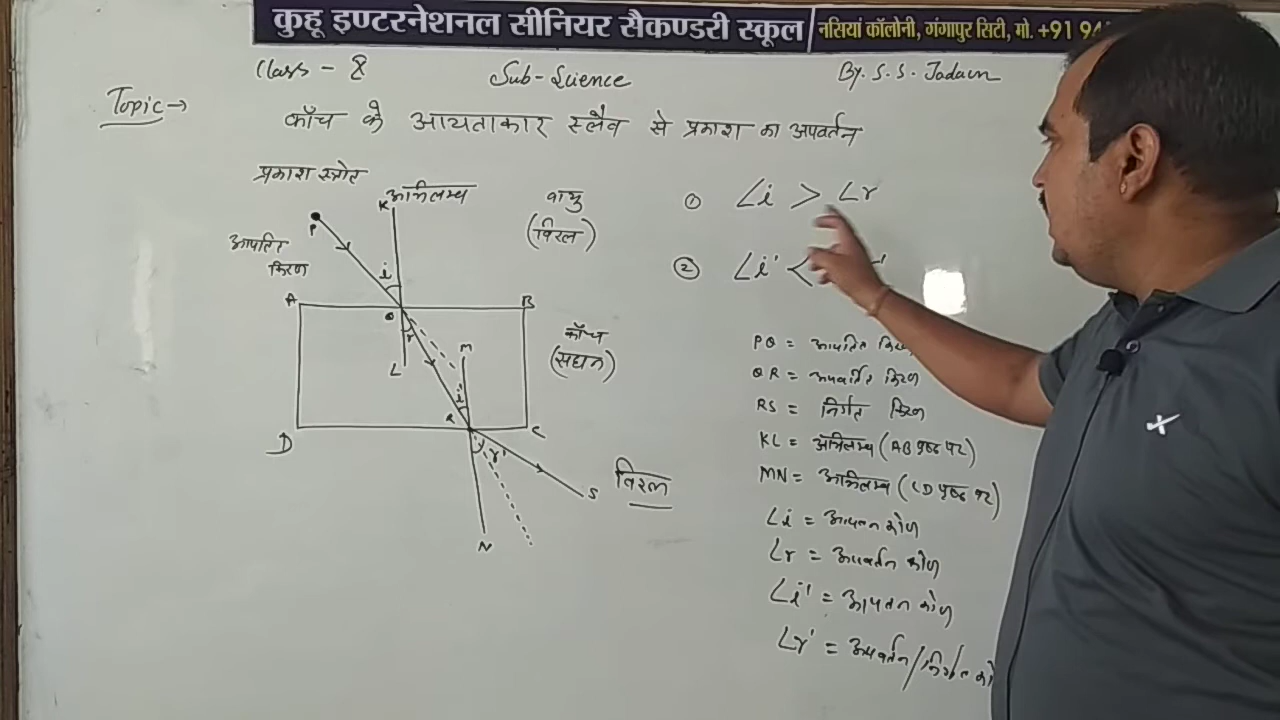 कुहू इण्टरनेशनल सीनियर सैकण्डरी स्कूल
नसियां कॉलोनी, गंगापुर सिटी, मो. +91 94
Class - 8
Sub-Science
By. S. S. Jadaun
Topic →
कॉच के आयताकार स्लैव से प्रकाश का अपवर्तन
प्रकाश स्त्रोत
K
अभिलम्व
वायु
(विरल)
P
आपतित
किरण
i
A
B
Q
r
L
M
कॉच
(सघन)
i'
R
D
C
r'
S
विरल
N
① ∠i > ∠r
② ∠i' <
PQ = आपतित किरण
QR = अपवर्तित किरण
RS = निर्गत किरण
KL = अभिलम्व (AB पृष्ठ पर)
MN = अभिलम्व (CD पृष्ठ पर)
∠i = आपतन कोण
∠r = अपवर्तन कोण
∠i' = आपतन कोण
∠r' = अपवर्तन/निर्गत को